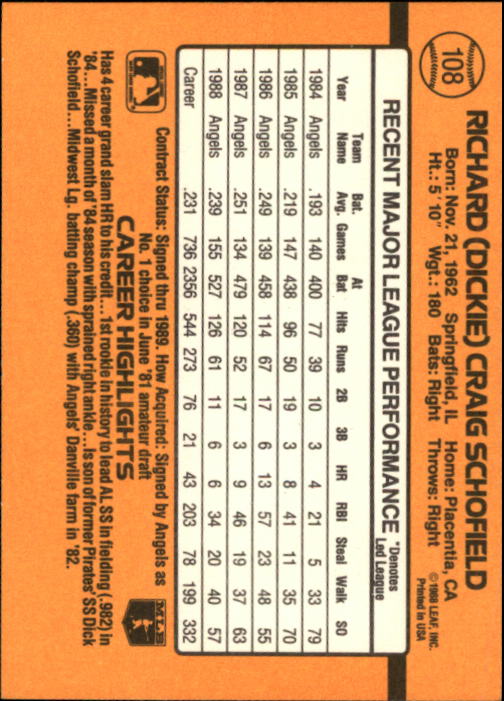 108
RICHARD (DICKIE) CRAIG SCHOFIELD
Born: Nov. 21, 1962 Springfield, IL Home: Placentia, CA
Ht.: 5'10" Wgt.: 180 Bats: Right Throws: Right
© 1988 LEAF, INC.
Printed in USA
RECENT MAJOR LEAGUE PERFORMANCE *Denotes Led League
Year Team Name Bat. Avg. Games At Bat Hits Runs 2B 3B HR RBI Steal Walk SO
1984 Angels .193 140 400 77 39 10 3 4 21 5 33 79
1985 Angels .219 147 438 96 50 19 3 8 41 11 35 70
1986 Angels .249 139 458 114 67 17 6 13 57 23 48 55
1987 Angels .251 134 479 120 52 17 3 9 46 19 37 63
1988 Angels .239 155 527 126 61 11 6 6 34 20 40 57
Career .231 736 2356 544 273 76 21 43 203 78 199 332
Contract Status: Signed thru 1989. How Acquired: Signed by Angels as
No. 1 choice in June '81 amateur draft
MLB
CAREER HIGHLIGHTS
Has 4 career grand slam HR to his credit...1st rookie in history to lead AL SS in fielding (.982) in
'84...Missed a month of '84 season with sprained right ankle...Is son of former Pirates' SS Dick
Schofield...Midwest Lg. batting champ (.360) with Angels' Danville farm in '82.